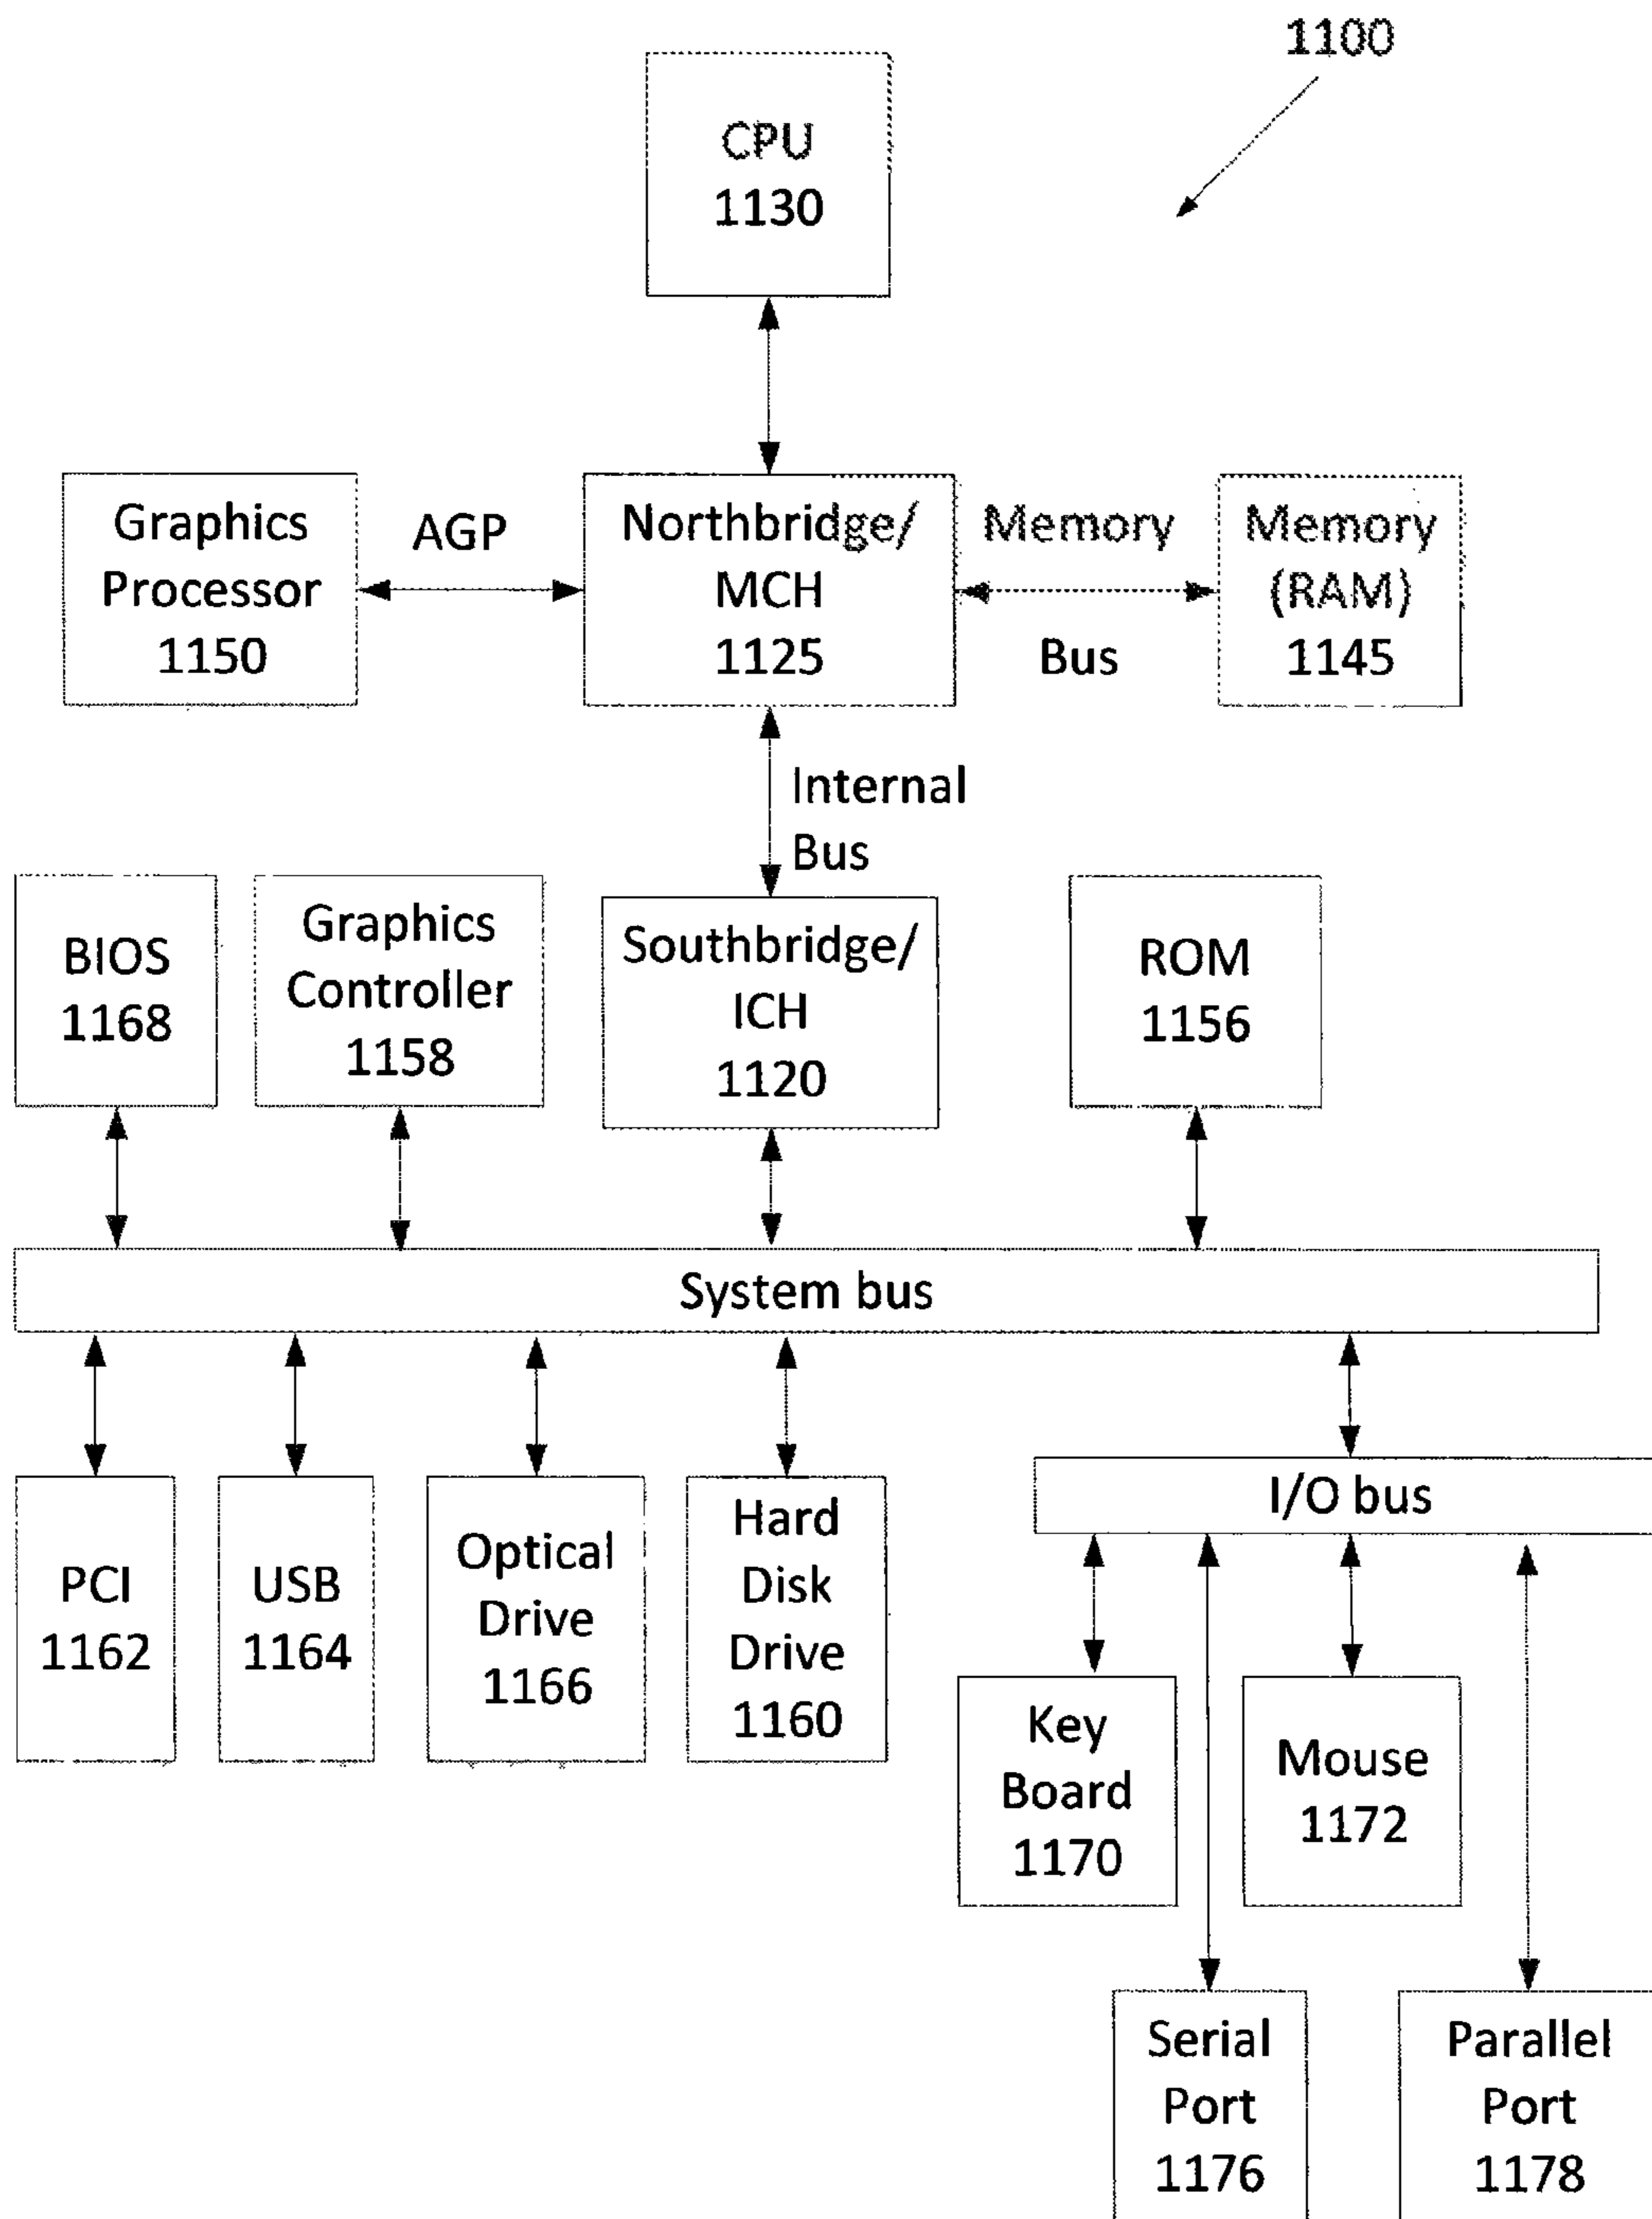 1100
CPU
1130
Graphics
Processor
1150
AGP
Northbridge/
MCH
1125
Memory
Bus
Memory
(RAM)
1145
Internal
Bus
BIOS
1168
Graphics
Controller
1158
Southbridge/
ICH
1120
ROM
1156
System bus
PCI
1162
USB
1164
Optical
Drive
1166
Hard
Disk
Drive
1160
I/O bus
Key
Board
1170
Mouse
1172
Serial
Port
1176
Parallel
Port
1178